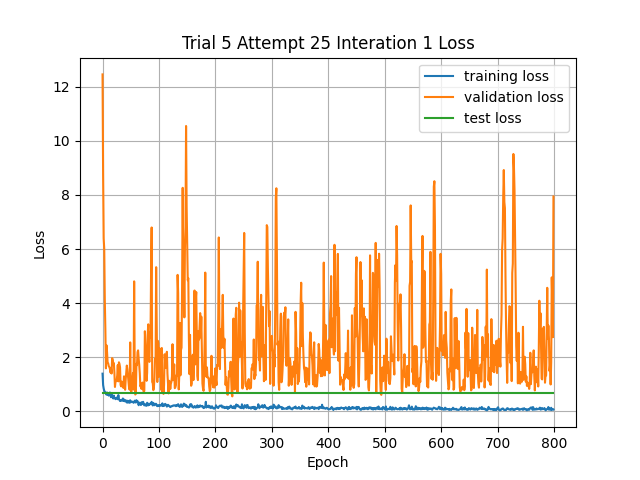 Trial 5 Attempt 25 Interation 1 Loss
training loss
validation loss
test loss
Loss
12
10
8
6
4
2
0
0 100 200 300 400 500 600 700 800
Epoch